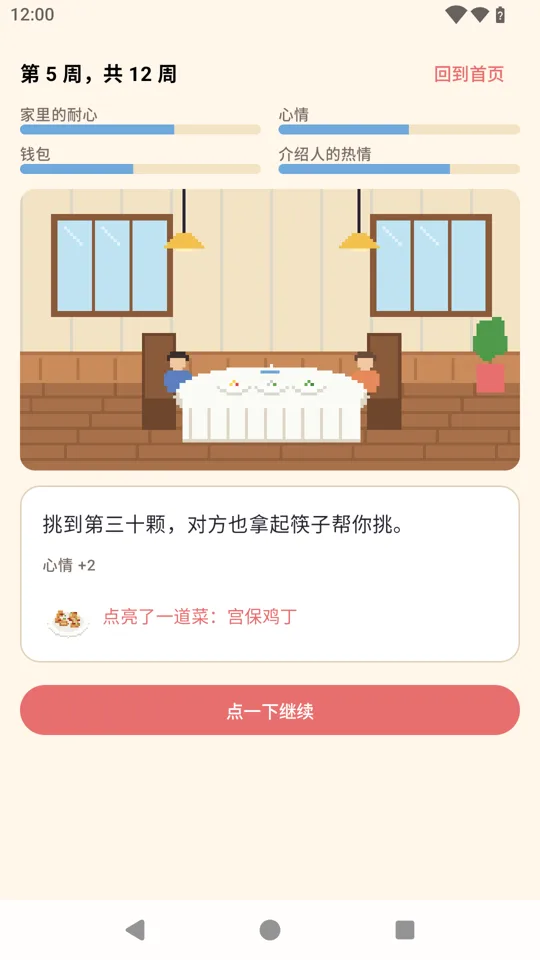 12:00
第 5 周，共 12 周
回到首页
家里的耐心
心情
钱包
介绍人的热情
挑到第三十颗，对方也拿起筷子帮你挑。
心情 +2
点亮了一道菜：宫保鸡丁
点一下继续